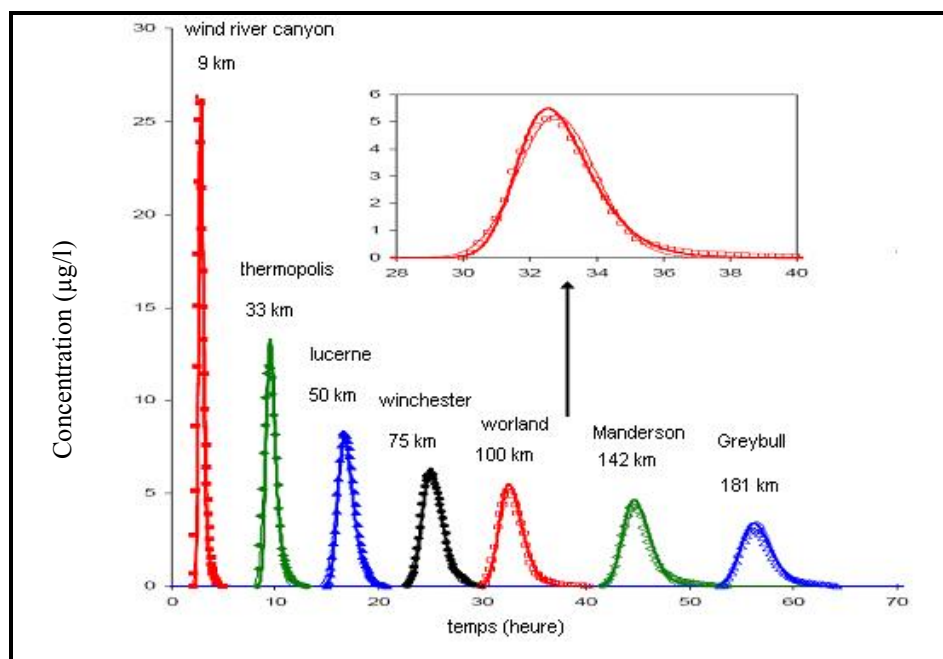 wind river canyon
9 km
thermopolis
33 km
lucerne
50 km
winchester
75 km
worland
100 km
Manderson
142 km
Greybull
181 km
Concentration (µg/l)
30
25
20
15
10
5
0
0 10 20 30 40 50 60 70
temps (heure)
6
5
4
3
2
1
0
28 30 32 34 36 38 40